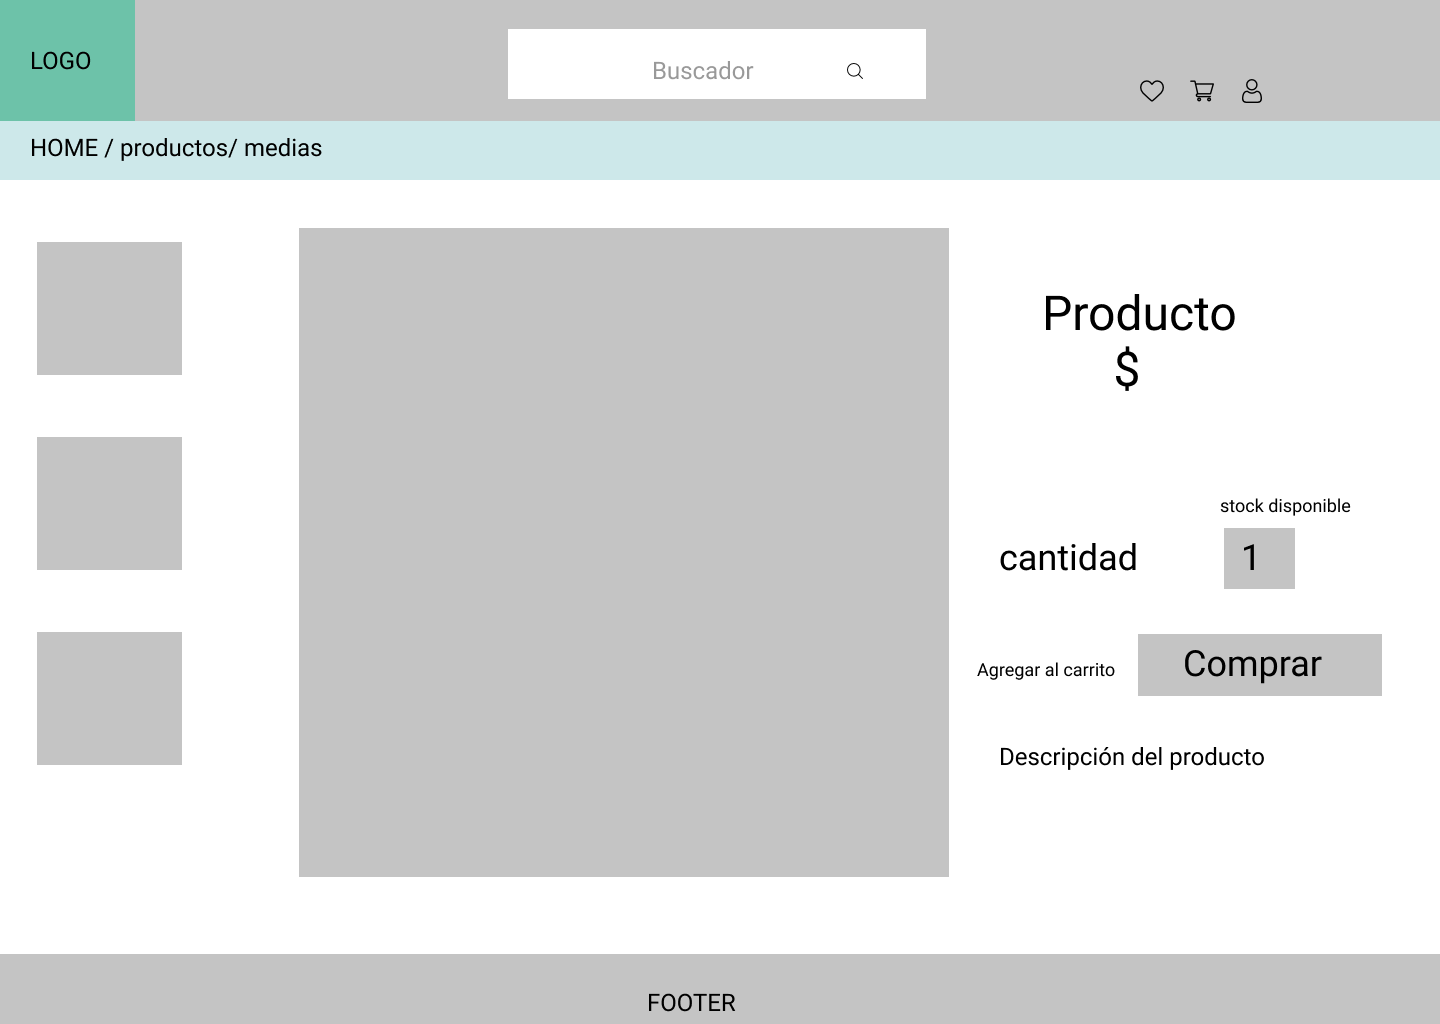 LOGO
Buscador
HOME / productos/ medias
Producto
$
stock disponible
cantidad
1
Agregar al carrito
Comprar
Descripción del producto
FOOTER